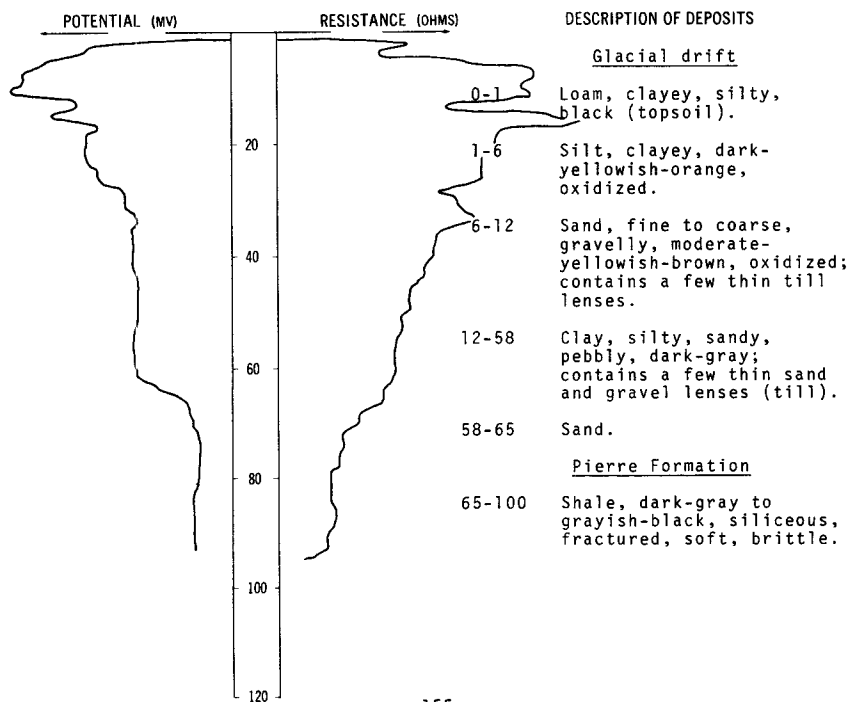 POTENTIAL (MV) RESISTANCE (OHMS) DESCRIPTION OF DEPOSITS
Glacial drift
0-1 Loam, clayey, silty,
black (topsoil).
20
1-6 Silt, clayey, dark-
yellowish-orange,
oxidized.
6-12 Sand, fine to coarse,
gravelly, moderate-
yellowish-brown, oxidized;
contains a few thin till
lenses.
40
12-58 Clay, silty, sandy,
pebbly, dark-gray;
contains a few thin sand
and gravel lenses (till).
60
58-65 Sand.
Pierre Formation
80
65-100 Shale, dark-gray to
grayish-black, siliceous,
fractured, soft, brittle.
100
120